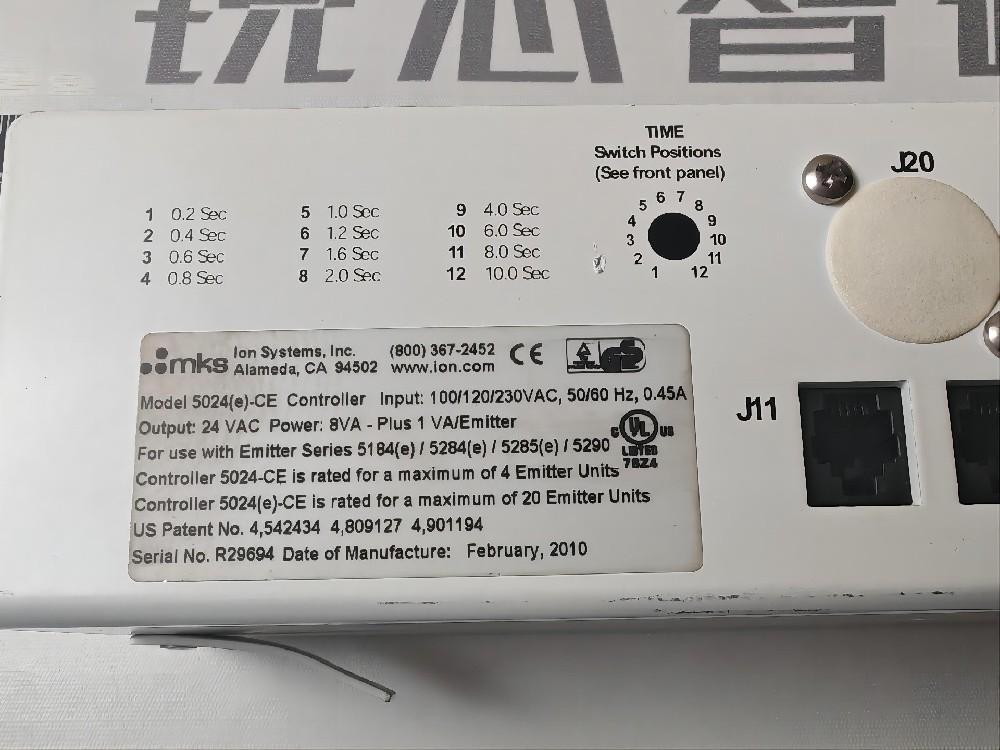 锐芯智
TIME
Switch Positions
(See front panel)
J20
1 0.2 Sec 5 1.0 Sec 9 4.0 Sec
2 0.4 Sec 6 1.2 Sec 10 6.0 Sec
3 0.6 Sec 7 1.6 Sec 11 8.0 Sec
4 0.8 Sec 8 2.0 Sec 12 10.0 Sec
1 2 3 4 5 6 7 8 9 10 11 12
mks Ion Systems, Inc. (800) 367-2452 CE
Alameda, CA 94502 www.ion.com
Model 5024(e)-CE Controller Input: 100/120/230VAC, 50/60 Hz, 0.45A
Output: 24 VAC Power: 8VA - Plus 1 VA/Emitter
For use with Emitter Series 5184(e) / 5284(e) / 5285(e) / 5290
C UL US
LISTED
78Z4
Controller 5024-CE is rated for a maximum of 4 Emitter Units
Controller 5024(e)-CE is rated for a maximum of 20 Emitter Units
US Patent No. 4,542434 4,809127 4,901194
Serial No. R29694 Date of Manufacture: February, 2010
J11